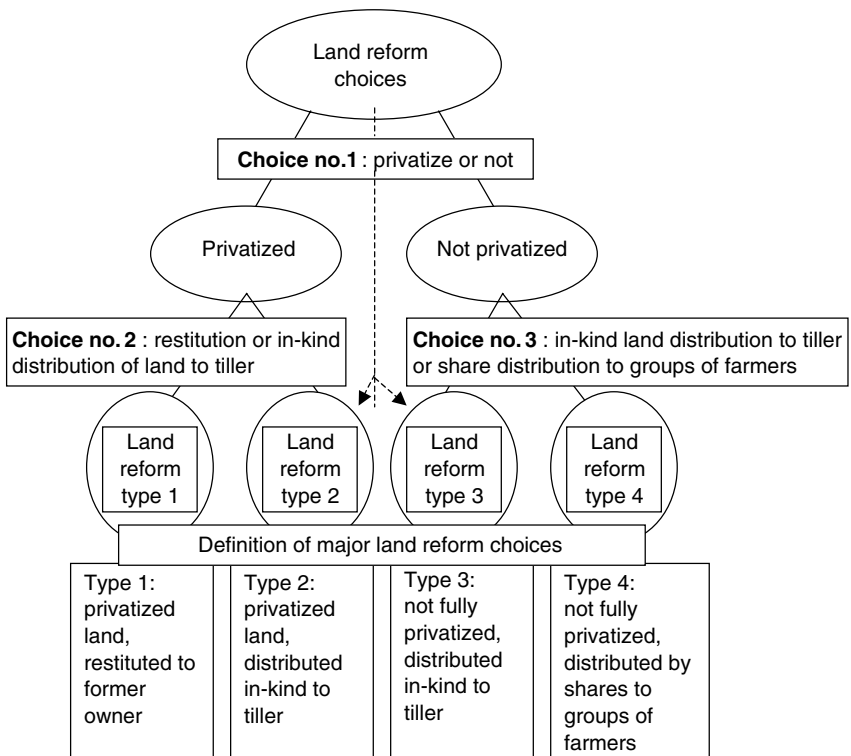 Land reform
choices
Choice no.1 : privatize or not
Privatized
Not privatized
Choice no. 2 : restitution or in-kind
distribution of land to tiller
Choice no. 3 : in-kind land distribution to tiller
or share distribution to groups of farmers
Land
reform
type 1
Land
reform
type 2
Land
reform
type 3
Land
reform
type 4
Definition of major land reform choices
Type 1:
privatized
land,
restituted to
former
owner
Type 2:
privatized
land,
distributed
in-kind to
tiller
Type 3:
not fully
privatized,
distributed
in-kind to
tiller
Type 4:
not fully
privatized,
distributed by
shares to
groups of
farmers